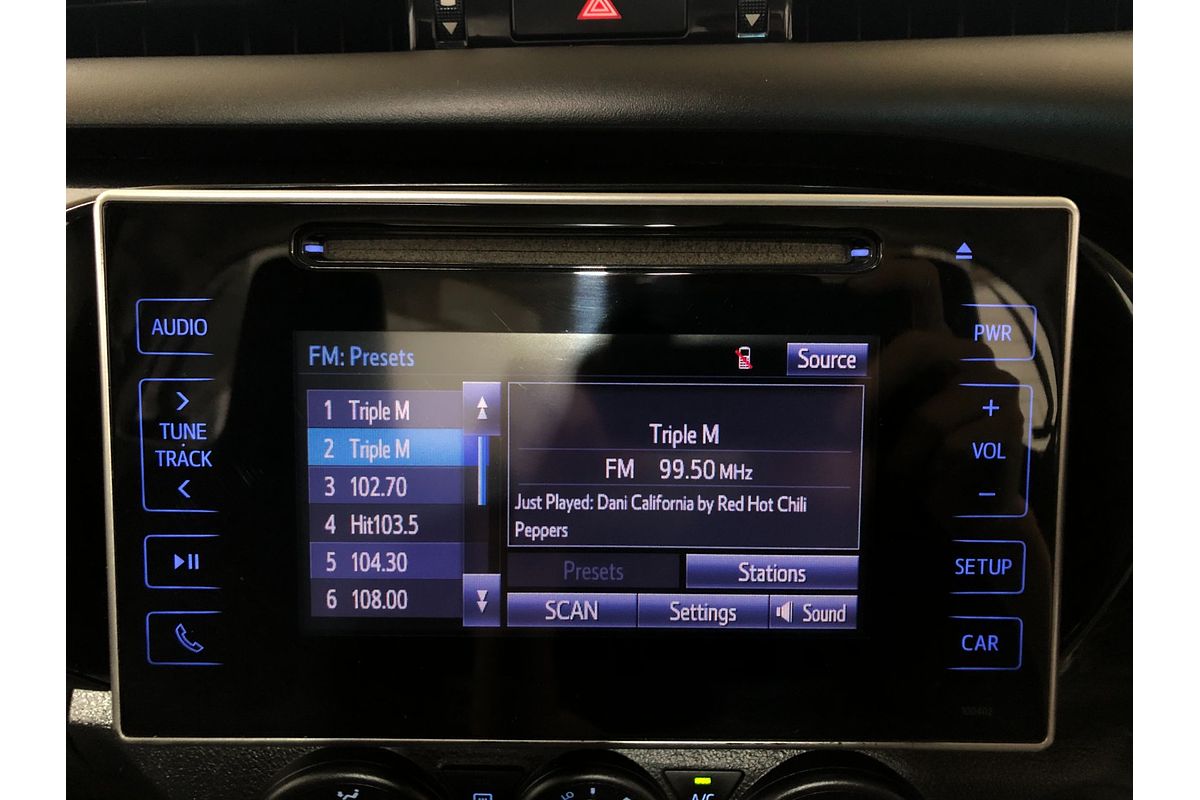 AUDIO
TUNE
TRACK
FM: Presets
Source
1 Triple M
2 Triple M
3 102.70
4 Hit103.5
5 104.30
6 108.00
Triple M
FM 99.50 MHz
Just Played: Dani California by Red Hot Chili
Peppers
Presets
Stations
SCAN
Settings
Sound
PWR
+
VOL
−
SETUP
CAR
100402
A/C